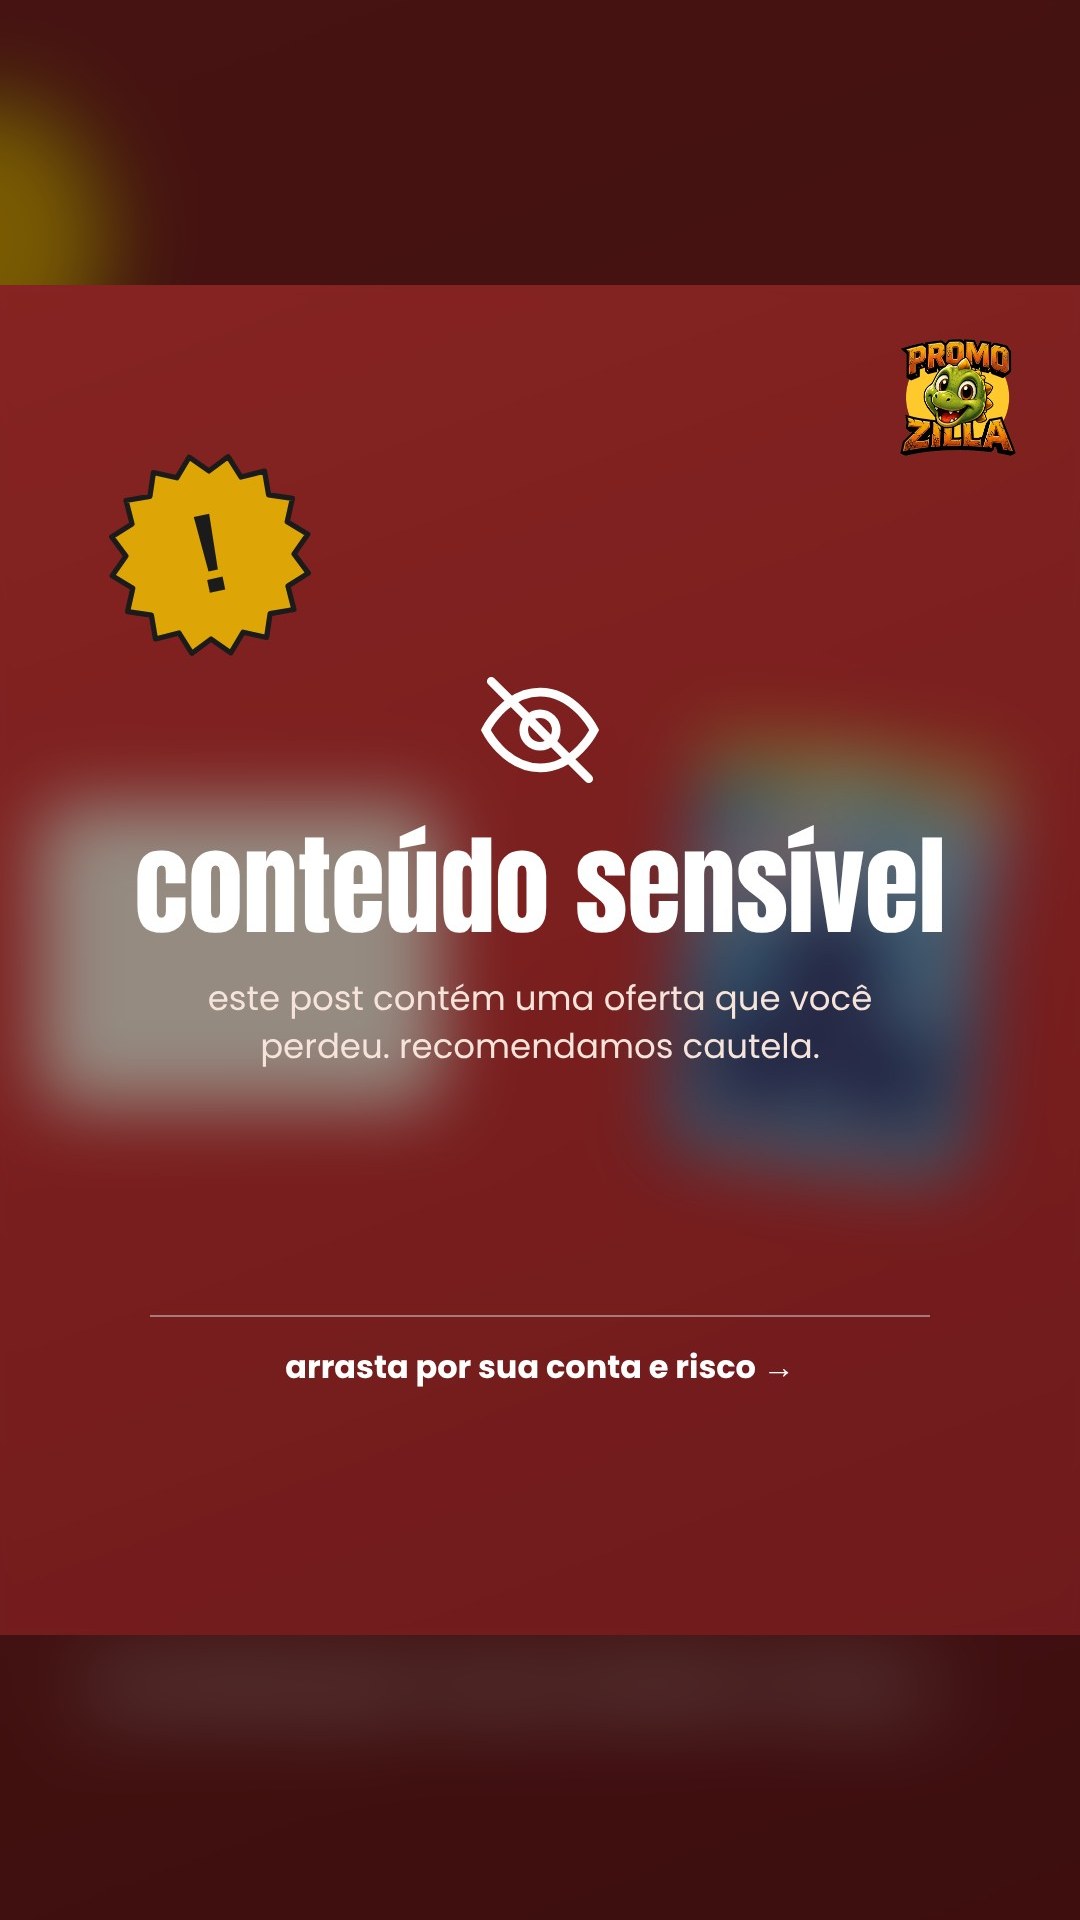 PROMO
ZILLA
!
conteúdo sensível
este post contém uma oferta que você
perdeu. recomendamos cautela.
arrasta por sua conta e risco →